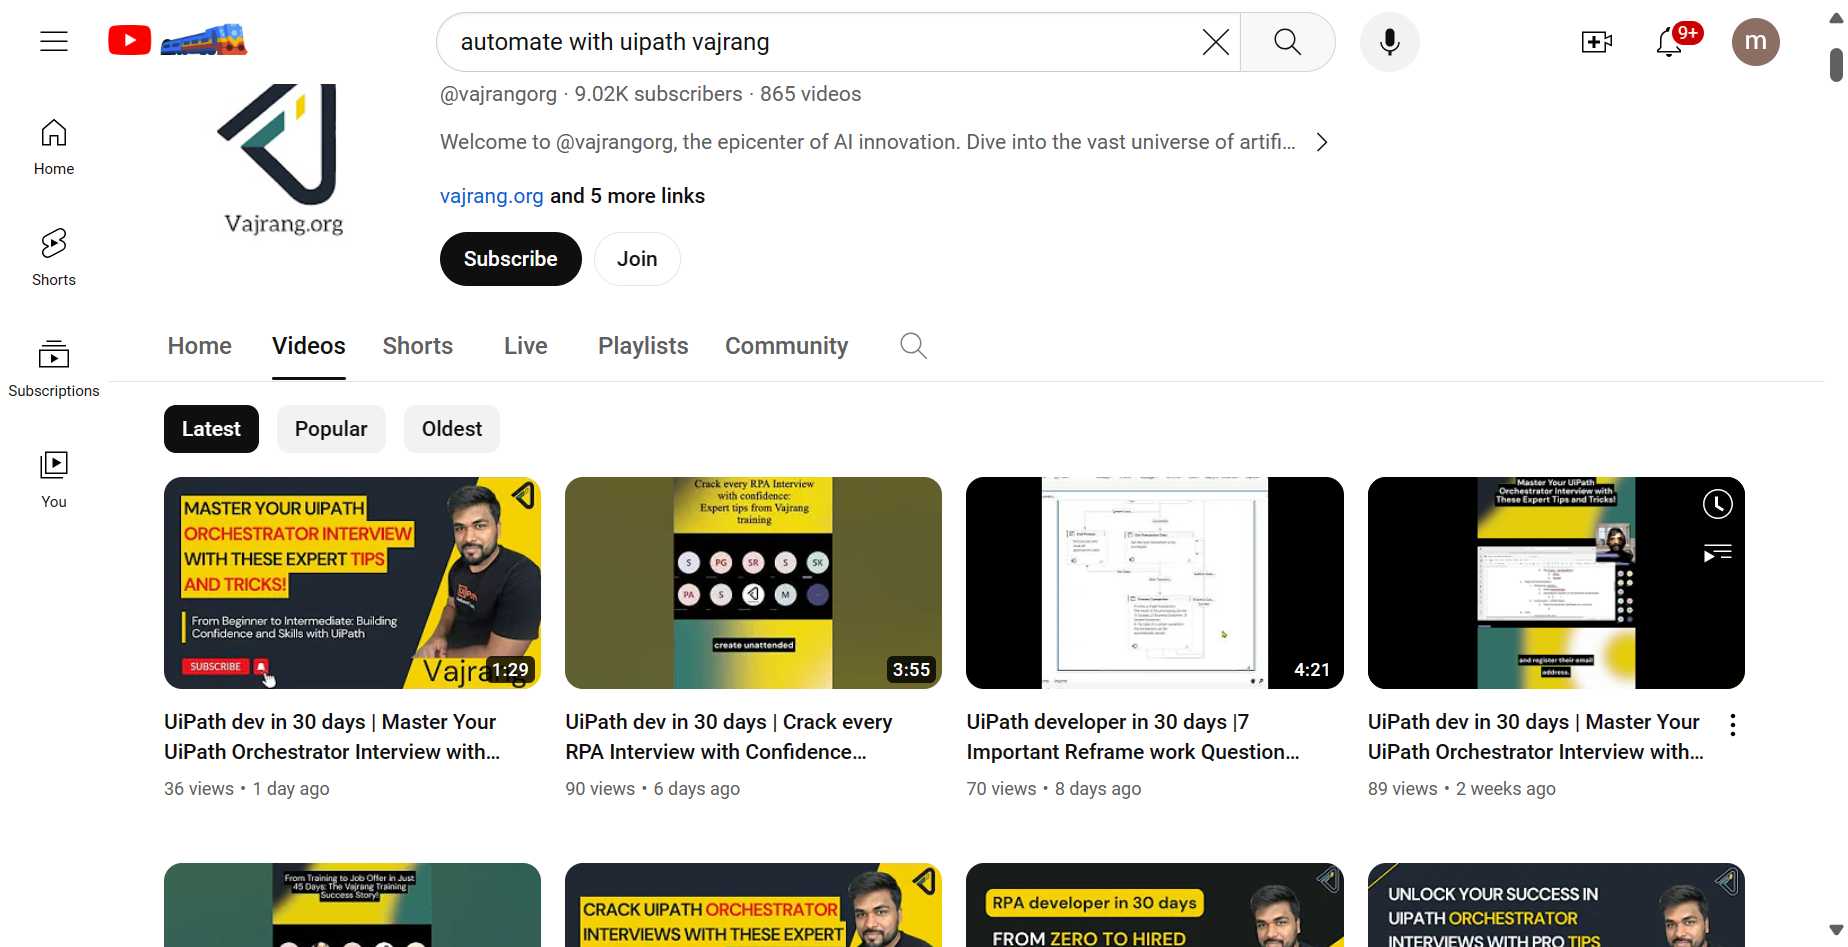 automate with uipath vajrang
9+
m
@vajrangorg · 9.02K subscribers · 865 videos
Welcome to @vajrangorg, the epicenter of AI innovation. Dive into the vast universe of artifi...
vajrang.org and 5 more links
Vajrang.org
Subscribe
Join
Home
Shorts
Subscriptions
You
Home
Videos
Shorts
Live
Playlists
Community
Latest
Popular
Oldest
MASTER YOUR UIPATH
ORCHESTRATOR INTERVIEW
WITH THESE EXPERT TIPS
AND TRICKS!
From Beginner to Intermediate: Building
Confidence and Skills with UiPath
SUBSCRIBE
1:29
UiPath dev in 30 days | Master Your
UiPath Orchestrator Interview with...
36 views • 1 day ago
Crack every RPA Interview
with confidence:
Expert tips from Vajrang
training
S PG SR S SK
PA S M
create unattended
3:55
UiPath dev in 30 days | Crack every
RPA Interview with Confidence...
90 views • 6 days ago
4:21
UiPath developer in 30 days |7
Important Reframe work Question...
70 views • 8 days ago
Master Your UiPath
Orchestrator Interview with
These Expert Tips and Tricks!
and register their email
address.
UiPath dev in 30 days | Master Your
UiPath Orchestrator Interview with...
89 views • 2 weeks ago
From Training to Job Offer in Just
45 Days: The Vajrang Training
Success Story!
CRACK UIPATH ORCHESTRATOR
INTERVIEWS WITH THESE EXPERT
RPA developer in 30 days
FROM ZERO TO HIRED
UNLOCK YOUR SUCCESS IN
UIPATH ORCHESTRATOR
INTERVIEWS WITH PRO TIPS